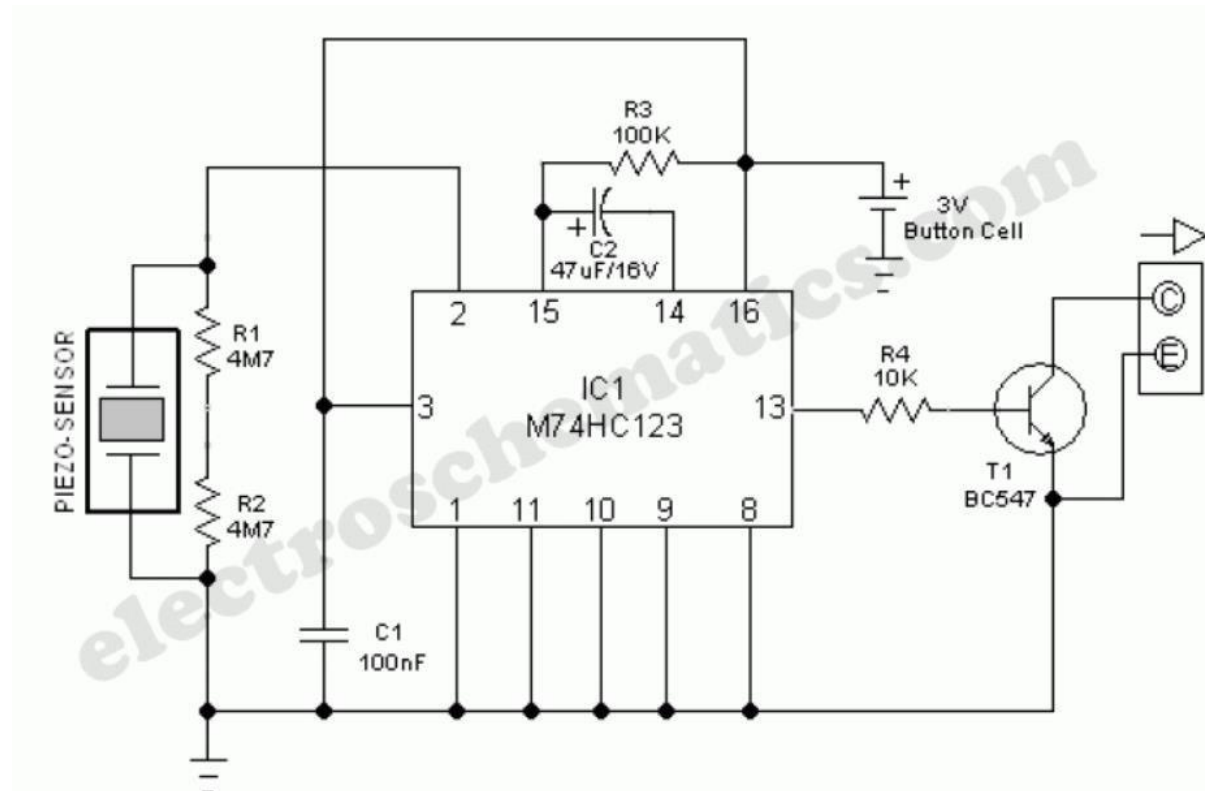 R3
100K
+
3V
Button Cell
+
C2
47uF/16V
2
15
14
16
C
E
PIEZO-SENSOR
R1
4M7
R4
10K
IC1
M74HC123
3
13
T1
BC547
R2
4M7
1
11
10
9
8
C1
100nF
electroschematics.com